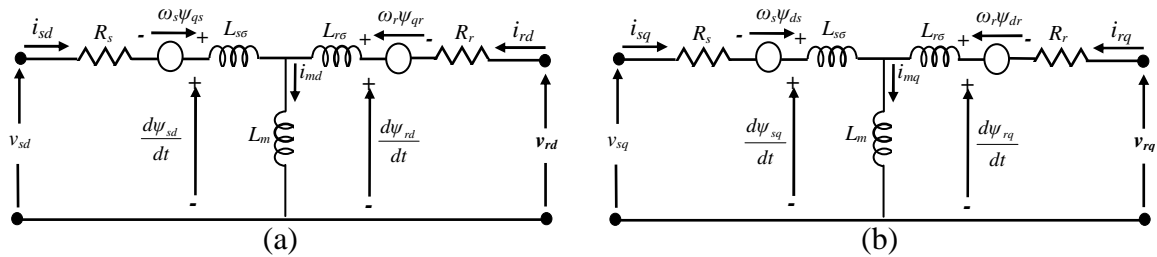 i_sd R_s - ω_sψ_qs + L_sσ L_rσ + ω_rψ_qr - R_r i_rd
i_md
v_sd + dψ_sd/dt - L_m + dψ_rd/dt - v_rd
(a)
i_sq R_s - ω_sψ_ds + L_sσ L_rσ + ω_rψ_dr - R_r i_rq
i_mq
v_sq + dψ_sq/dt - L_m + dψ_rq/dt - v_rq
(b)